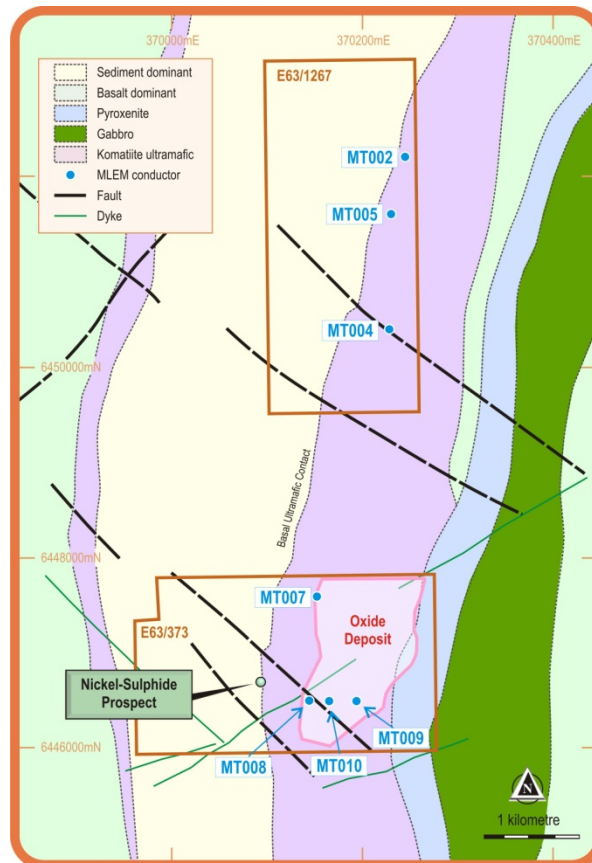 370000mE
370200mE
370400mE
Sediment dominant
Basalt dominant
Pyroxenite
Gabbro
Komatiite ultramafic
MLEM conductor
Fault
Dyke
E63/1267
MT002
MT005
MT004
6450000mN
Basal Ultramafic Contact
6448000mN
MT007
E63/373
Oxide
Deposit
Nickel-Sulphide
Prospect
6446000mN
MT008
MT010
MT009
N
1 kilometre